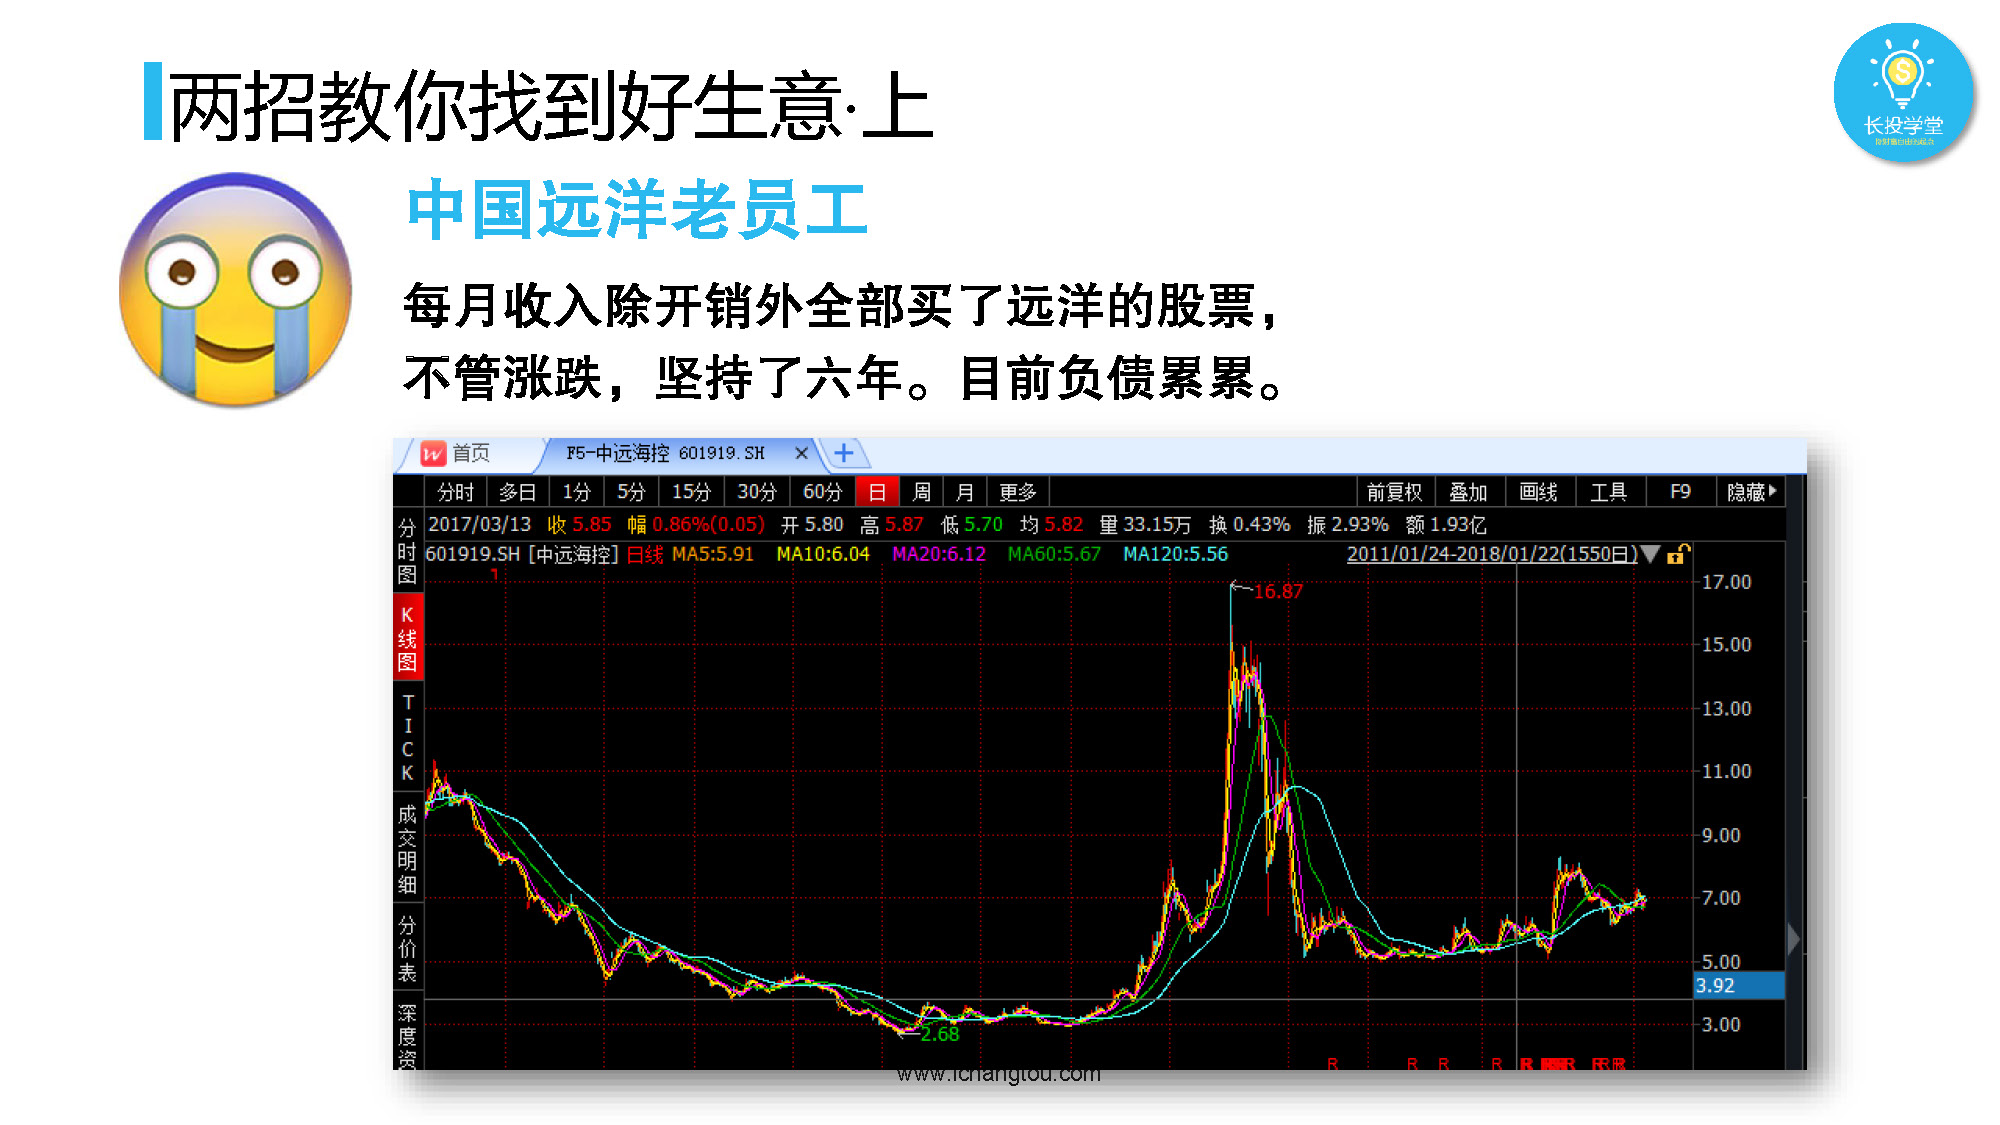 两招教你找到好生意·上
长投学堂
中国远洋老员工
每月收入除开销外全部买了远洋的股票，
不管涨跌，坚持了六年。目前负债累累。
首页 F5-中远海控 601919.SH × +
分时 多日 1分 5分 15分 30分 60分 日 周 月 更多 前复权 叠加 画线 工具 F9 隐藏
2017/03/13 收 5.85 幅 0.86%(0.05) 开 5.80 高 5.87 低 5.70 均 5.82 量 33.15万 换 0.43% 振 2.93% 额 1.93亿
601919.SH [中远海控] 日线 MA5:5.91 MA10:6.04 MA20:6.12 MA60:5.67 MA120:5.56 2011/01/24-2018/01/22(1550日)
分时图
K线图
TICK
成交明细
分价表
深度资
16.87
2.68
17.00
15.00
13.00
11.00
9.00
7.00
5.00
3.92
3.00
R R R R
www.ichangtou.com